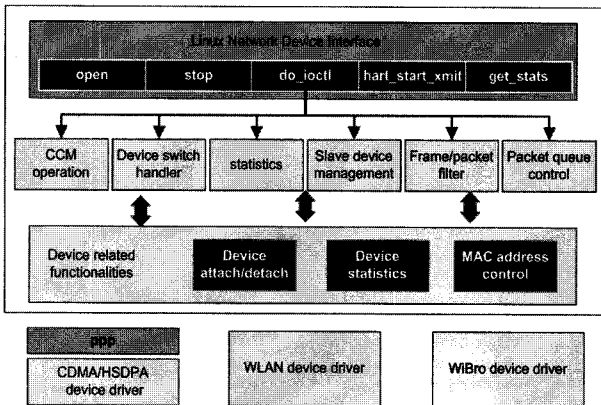 Linux Network Device Interface
open
stop
do_ioctl
hart_start_xmit
get_stats
CCM
operation
Device switch
handler
statistics
Slave device
management
Frame/packet
filter
Packet queue
control
Device related
functionalities
Device
attach/detach
Device
statistics
MAC address
control
ppp
CDMA/HSDPA
device driver
WLAN device driver
WiBro device driver